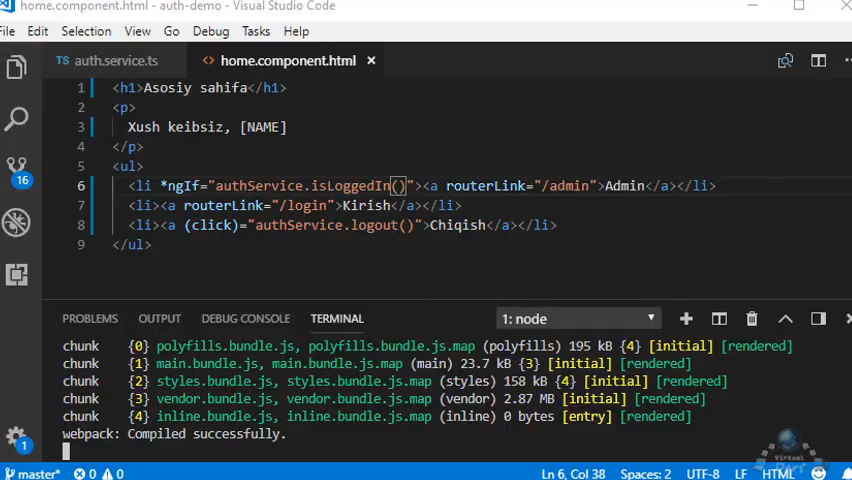 home.component.html - auth-demo - Visual Studio Code
File Edit Selection View Go Debug Tasks Help
TS auth.service.ts <> home.component.html ×
1 <h1>Asosiy sahifa</h1>
2 <p>
3 Xush keibsiz, [NAME]
4 </p>
5 <ul>
6 <li *ngIf="authService.isLoggedIn()"><a routerLink="/admin">Admin</a></li>
7 <li><a routerLink="/login">Kirish</a></li>
8 <li><a (click)="authService.logout()">Chiqish</a></li>
9 </ul>
16
PROBLEMS OUTPUT DEBUG CONSOLE TERMINAL 1: node
chunk {0} polyfills.bundle.js, polyfills.bundle.js.map (polyfills) 195 kB {4} [initial] [rendered]
chunk {1} main.bundle.js, main.bundle.js.map (main) 23.7 kB {3} [initial] [rendered]
chunk {2} styles.bundle.js, styles.bundle.js.map (styles) 158 kB {4} [initial] [rendered]
chunk {3} vendor.bundle.js, vendor.bundle.js.map (vendor) 2.87 MB [initial] [rendered]
chunk {4} inline.bundle.js, inline.bundle.js.map (inline) 0 bytes [entry] [rendered]
webpack: Compiled successfully.
1
Virtual
master* 0 0 Ln 6, Col 38 Spaces: 2 UTF-8 LF HTML